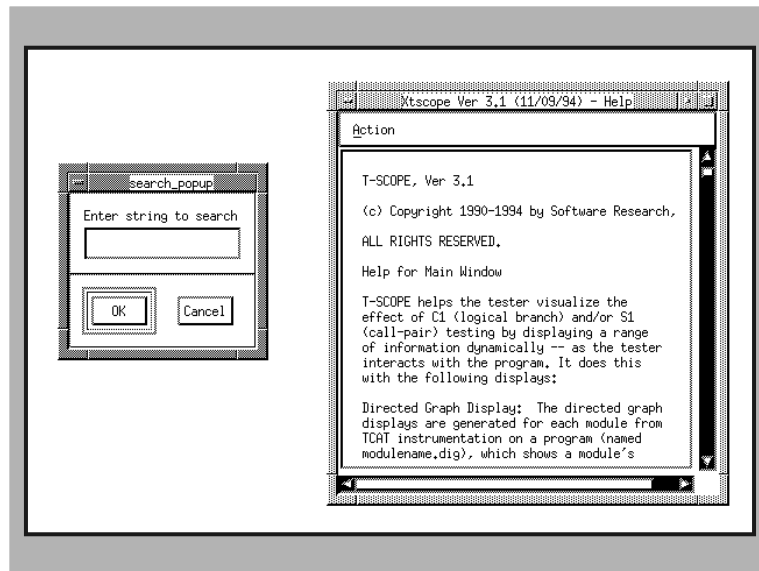 search_popup
Enter string to search
OK
Cancel
Xtscope Ver 3.1 (11/09/94) - Help
Action
T-SCOPE, Ver 3.1
(c) Copyright 1990-1994 by Software Research,
ALL RIGHTS RESERVED.
Help for Main Window
T-SCOPE helps the tester visualize the
effect of C1 (logical branch) and/or S1
(call-pair) testing by displaying a range
of information dynamically -- as the tester
interacts with the program. It does this
with the following displays:
Directed Graph Display:  The directed graph
displays are generated for each module from
TCAT instrumentation on a program (named
modulename.dig), which shows a module's